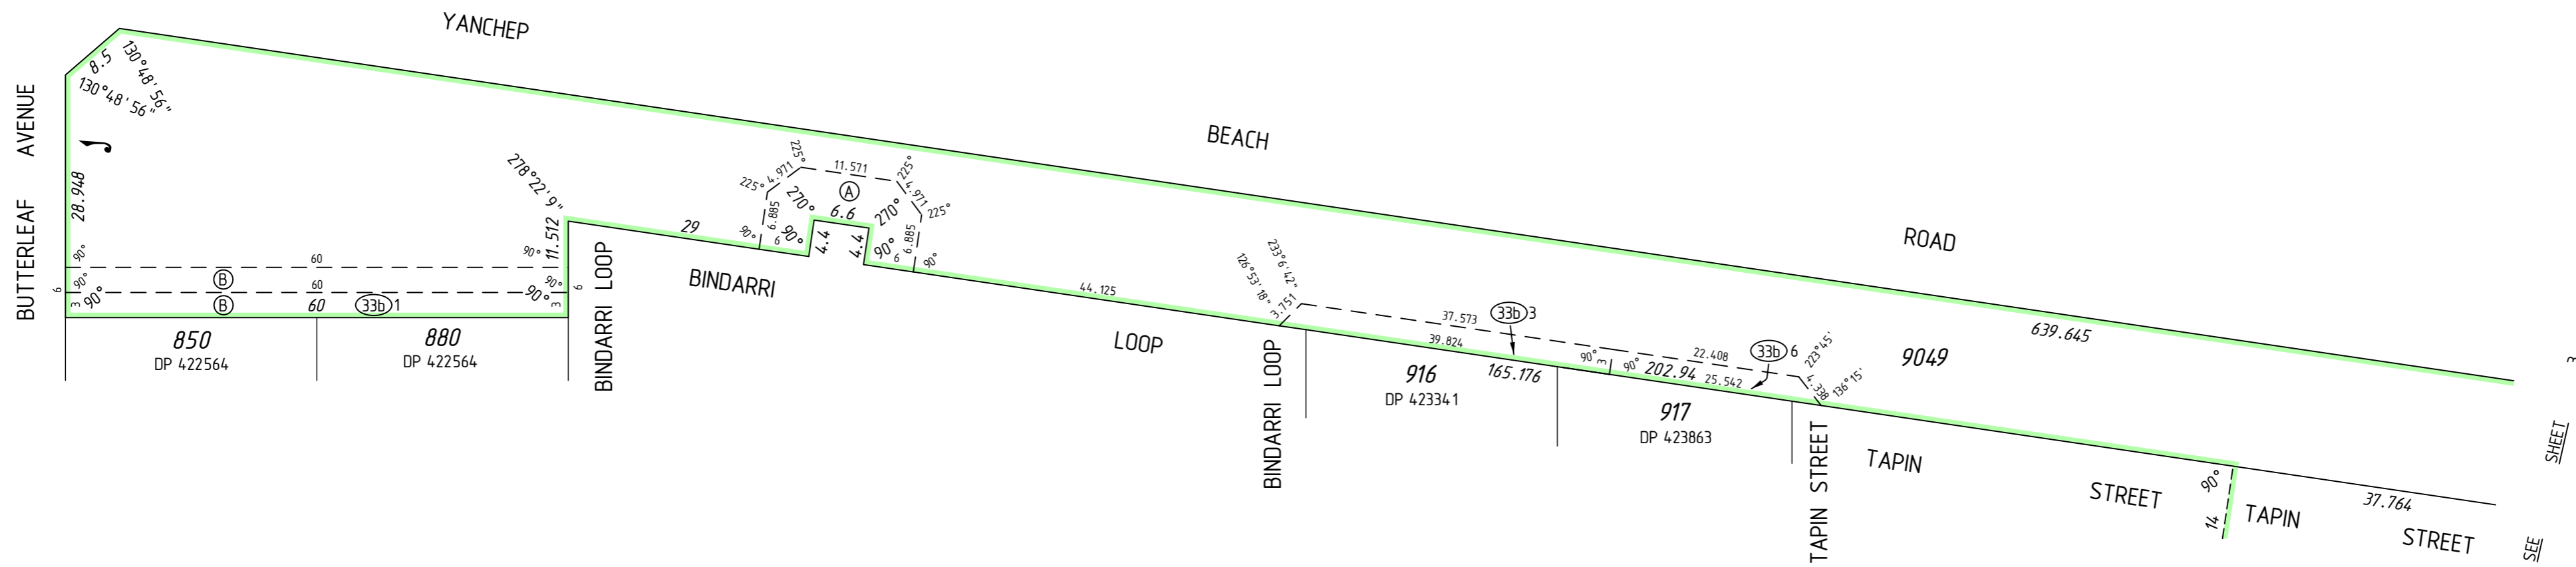 YANCHEP
BEACH
ROAD
BUTTERLEAF AVENUE
8.5
130°48'56"
130°48'56"
28.948
278°22'9"
11.512
90°
60
90°
B
90°
60
90°
6
3
90°
B
60
33b 1
90°
3
6
850
DP 422564
880
DP 422564
BINDARRI LOOP
29
225°
4.971
225°
11.571
225°
4.971
225°
A
270°
6.6
270°
6.885
90°
6
90°
4.4
4.4
90°
6
6.885
90°
BINDARRI
LOOP
44.125
126°53'18"
233°6'42"
3.751
37.573
33b 3
39.824
90°
3
90°
165.176
202.94
22.408
33b 6
25.542
223°45'
4.338
136°15'
BINDARRI LOOP
916
DP 423341
917
DP 423863
9049
639.645
TAPIN STREET
TAPIN
STREET
90°
14
TAPIN
STREET
37.764
SEE
SHEET
3